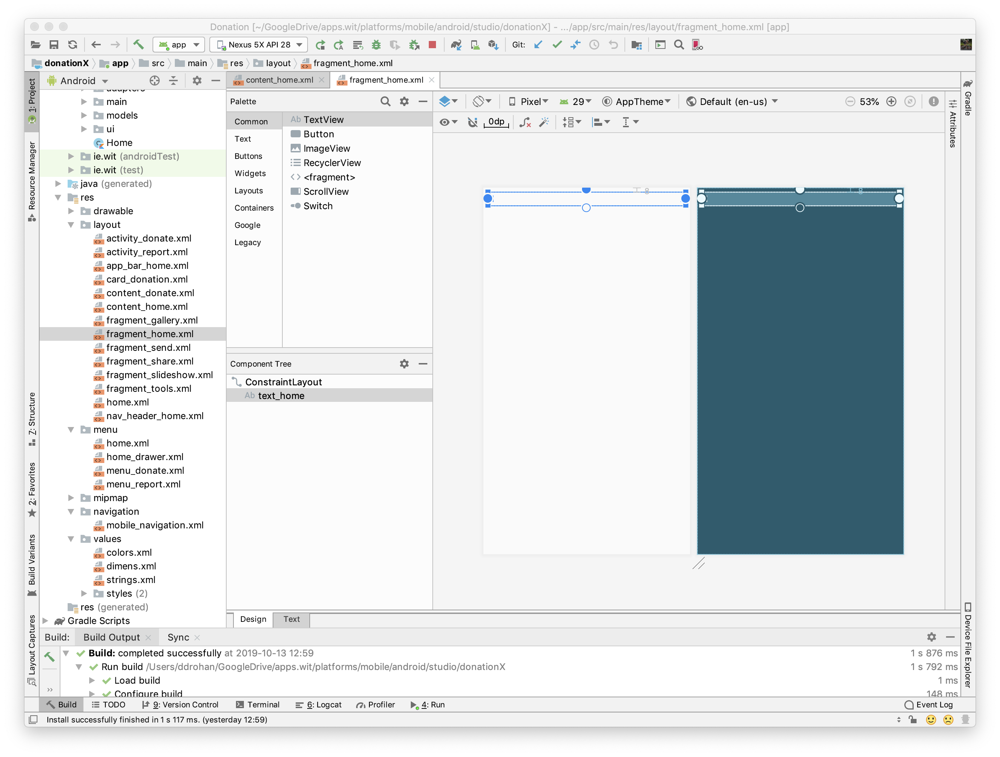 Donation [~/GoogleDrive/apps.wit/platforms/mobile/android/studio/donationX] - .../app/src/main/res/layout/fragment_home.xml [app]
app
Nexus 5X API 28
Git:
donationX
app
src
main
res
layout
fragment_home.xml
1: Project
Resource Manager
7: Structure
2: Favorites
Build Variants
Layout Captures
Android
adapters
main
models
ui
Home
ie.wit (androidTest)
ie.wit (test)
java (generated)
res
drawable
layout
activity_donate.xml
activity_report.xml
app_bar_home.xml
card_donation.xml
content_donate.xml
content_home.xml
fragment_gallery.xml
fragment_home.xml
fragment_send.xml
fragment_share.xml
fragment_slideshow.xml
fragment_tools.xml
home.xml
nav_header_home.xml
menu
home.xml
home_drawer.xml
menu_donate.xml
menu_report.xml
mipmap
navigation
mobile_navigation.xml
values
colors.xml
dimens.xml
strings.xml
styles (2)
res (generated)
Gradle Scripts
content_home.xml
fragment_home.xml
Palette
Common
Text
Buttons
Widgets
Layouts
Containers
Google
Legacy
Ab TextView
Button
ImageView
RecyclerView
<> <fragment>
ScrollView
Switch
Component Tree
ConstraintLayout
Ab text_home
Pixel
29
AppTheme
Default (en-us)
53%
0dp
8
8
Gradle
Attributes
Device File Explorer
Design
Text
Build:
Build Output
Sync
Build: completed successfully at 2019-10-13 12:59
1 s 876 ms
Run build /Users/ddrohan/GoogleDrive/apps.wit/platforms/mobile/android/studio/donationX
1 s 792 ms
Load build
1 ms
Configure build
148 ms
Build
TODO
9: Version Control
Terminal
6: Logcat
Profiler
4: Run
Event Log
Install successfully finished in 1 s 117 ms. (yesterday 12:59)